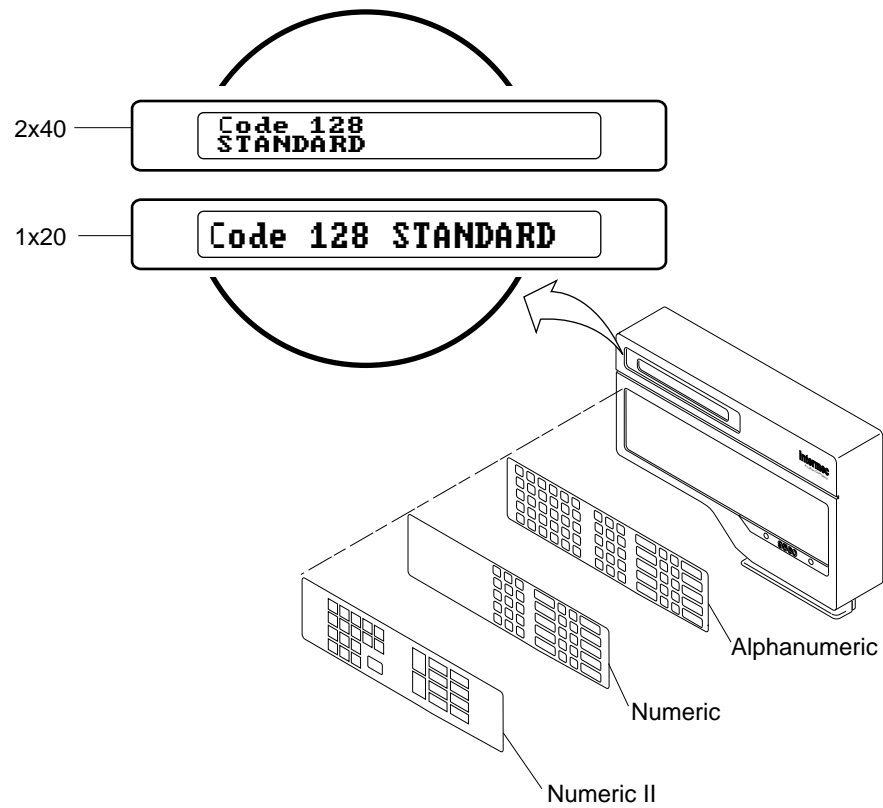 2x40
Code 128
STANDARD
1x20
Code 128 STANDARD
Intermec
Alphanumeric
Numeric
Numeric II